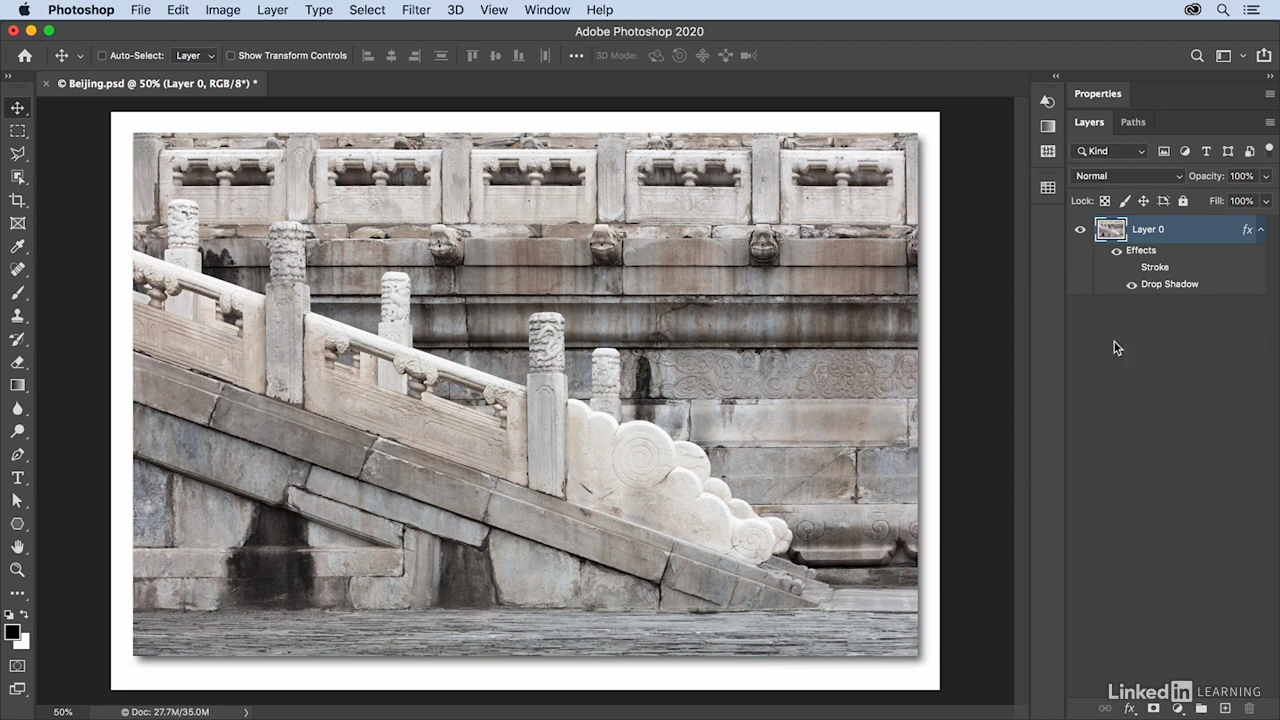 Photoshop File Edit Image Layer Type Select Filter 3D View Window Help
Adobe Photoshop 2020
Auto-Select: Layer Show Transform Controls 3D Mode:
× © Beijing.psd @ 50% (Layer 0, RGB/8*) *
Properties
Layers Paths
Kind
Normal Opacity: 100%
Lock: Fill: 100%
Layer 0 fx
Effects
Stroke
Drop Shadow
Linked in LEARNING
50% © Doc: 27.7M/35.0M
fx